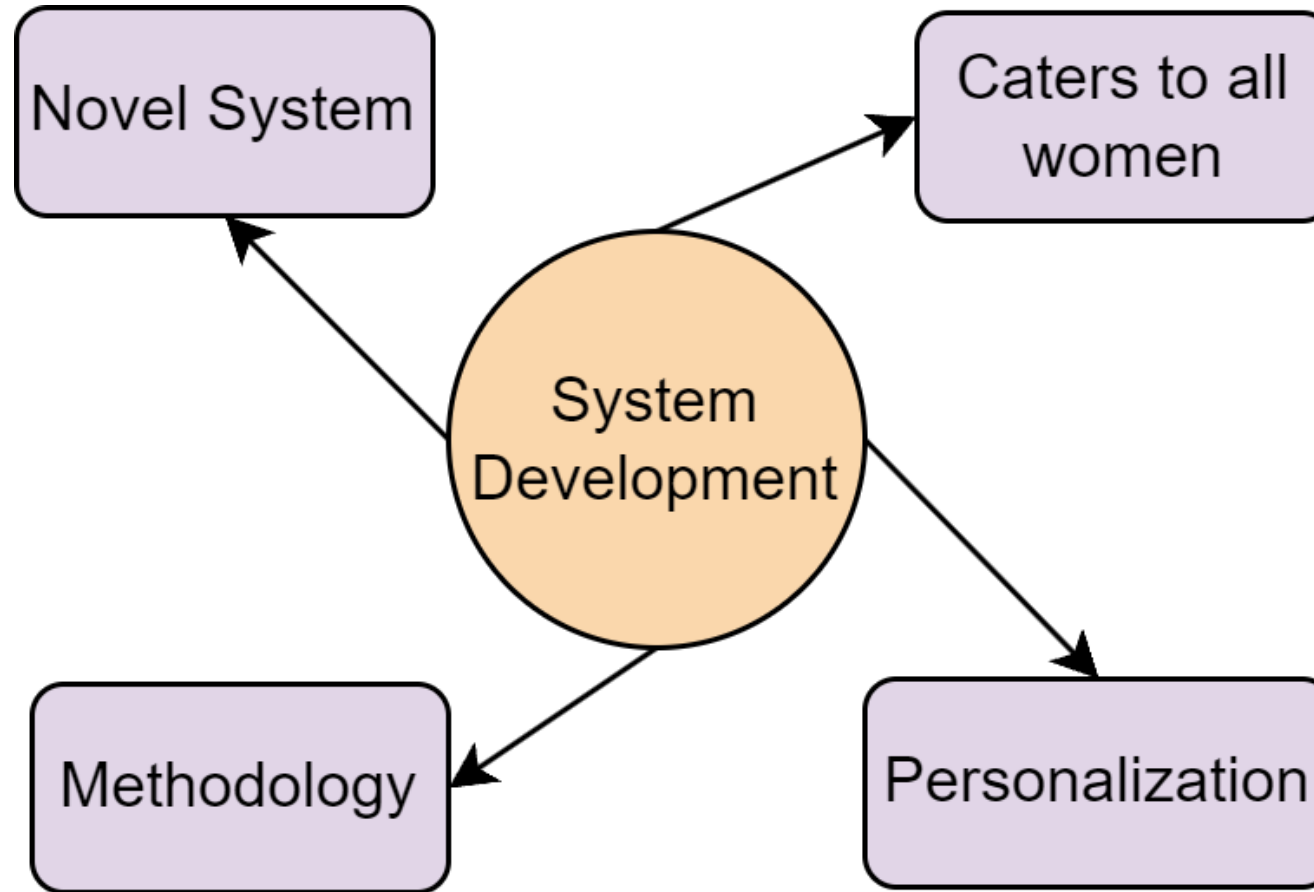 Novel System
Caters to all
women
System
Development
Methodology
Personalization